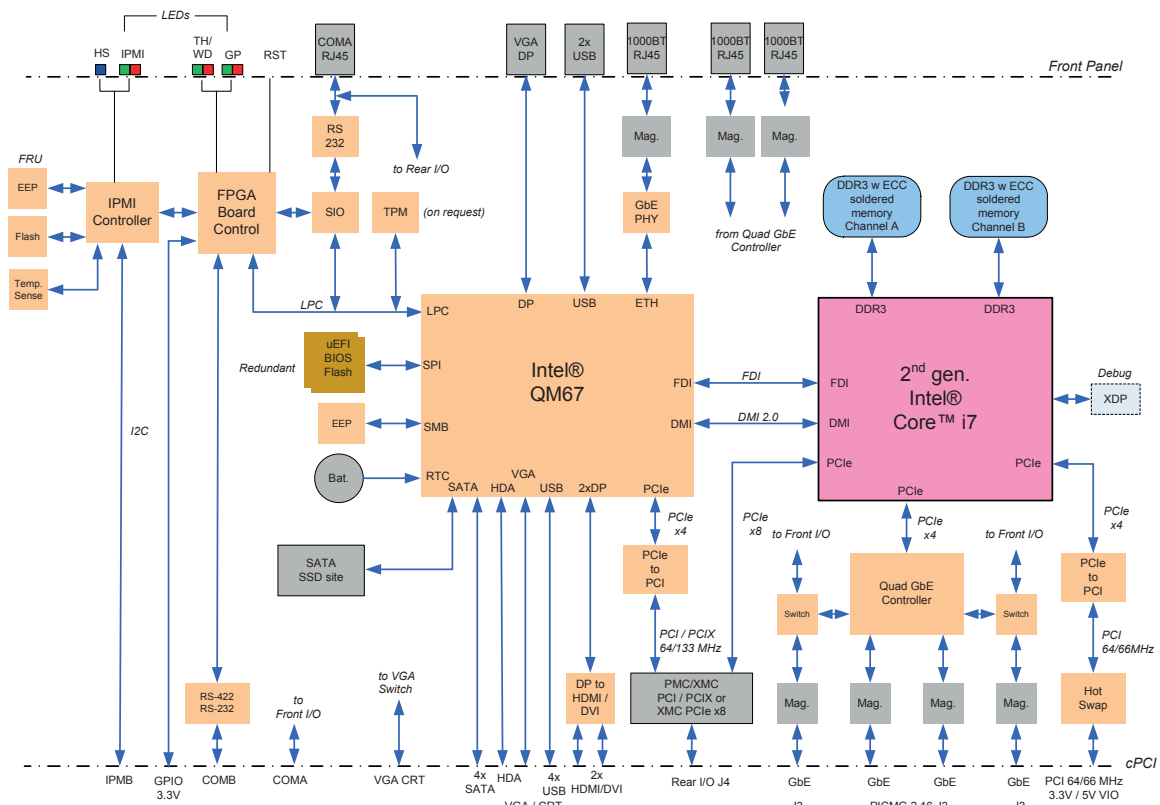 LEDs
HS
IPMI
TH/
WD
GP
RST
COMA
RJ45
VGA
DP
2x
USB
1000BT
RJ45
1000BT
RJ45
1000BT
RJ45
Front Panel
RS
232
to Rear I/O
Mag.
Mag.
Mag.
FRU
EEP
Flash
Temp.
Sense
IPMI
Controller
FPGA
Board
Control
SIO
TPM
(on request)
GbE
PHY
from Quad GbE
Controller
DDR3 w ECC
soldered
memory
Channel A
DDR3 w ECC
soldered
memory
Channel B
LPC
LPC
DP
USB
ETH
DDR3
DDR3
Redundant
uEFI
BIOS
Flash
SPI
Intel®
QM67
FDI
FDI
FDI
2nd gen.
Intel®
Core™ i7
Debug
XDP
I2C
EEP
SMB
DMI
DMI 2.0
DMI
Bat.
RTC
SATA
HDA
VGA
USB
2xDP
PCIe
PCIe
PCIe
PCIe
PCIe
x4
PCIe
x8
PCIe
x4
PCIe
x4
to Front I/O
to Front I/O
SATA
SSD site
PCIe
to
PCI
Quad GbE
Controller
Switch
Switch
PCIe
to
PCI
PCI / PCIX
64/133 MHz
PCI
64/66MHz
RS-422
RS-232
to
Front I/O
to VGA
Switch
DP to
HDMI /
DVI
PMC/XMC
PCI / PCIX or
XMC PCIe x8
Mag.
Mag.
Mag.
Mag.
Hot
Swap
cPCI
IPMB
GPIO
3.3V
COMB
COMA
VGA CRT
4x
SATA
HDA
VGA / CRT
4x
USB
2x
HDMI/DVI
Rear I/O J4
GbE
J3
GbE
GbE
PICMG 2.16 J3
GbE
J3
PCI 64/66 MHz
3.3V / 5V VIO